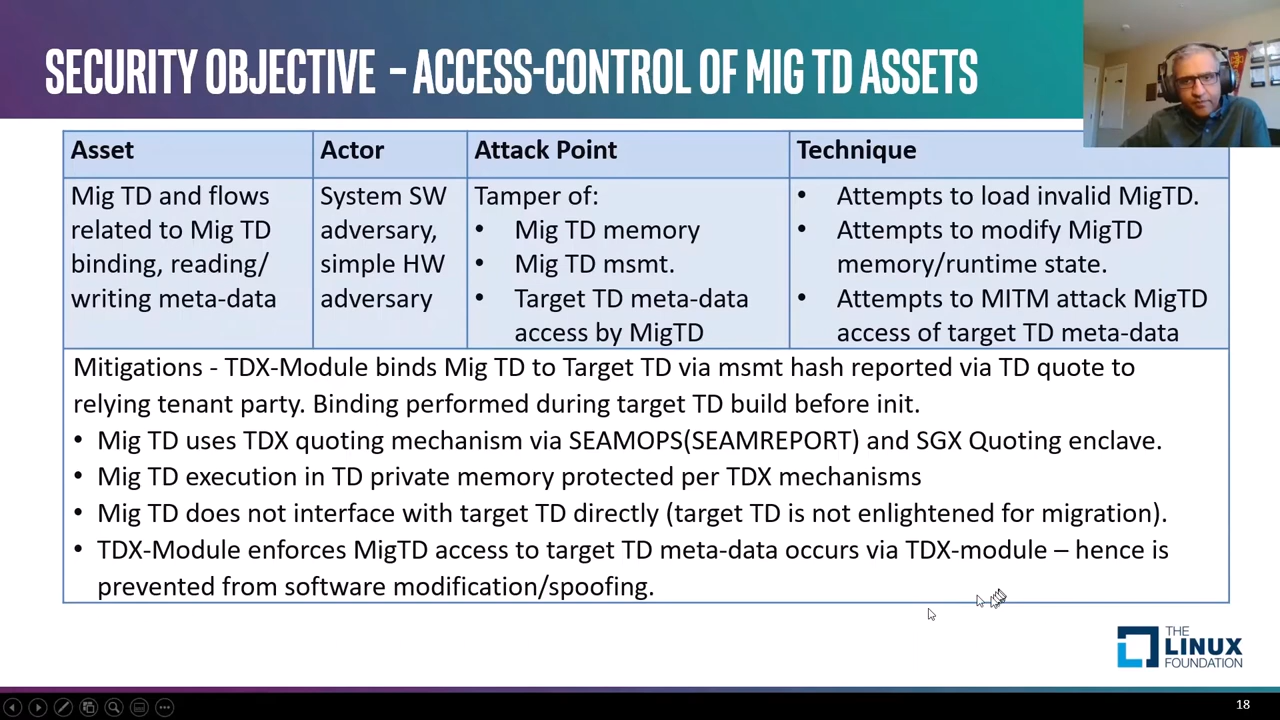 SECURITY OBJECTIVE – ACCESS-CONTROL OF MIG TD ASSETS
Asset
Actor
Attack Point
Technique
Mig TD and flows
related to Mig TD
binding, reading/
writing meta-data
System SW
adversary,
simple HW
adversary
Tamper of:
• Mig TD memory
• Mig TD msmt.
• Target TD meta-data
access by MigTD
• Attempts to load invalid MigTD.
• Attempts to modify MigTD
memory/runtime state.
• Attempts to MITM attack MigTD
access of target TD meta-data
Mitigations - TDX-Module binds Mig TD to Target TD via msmt hash reported via TD quote to
relying tenant party. Binding performed during target TD build before init.
• Mig TD uses TDX quoting mechanism via SEAMOPS(SEAMREPORT) and SGX Quoting enclave.
• Mig TD execution in TD private memory protected per TDX mechanisms
• Mig TD does not interface with target TD directly (target TD is not enlightened for migration).
• TDX-Module enforces MigTD access to target TD meta-data occurs via TDX-module – hence is
prevented from software modification/spoofing.
THE
LINUX
FOUNDATION
18